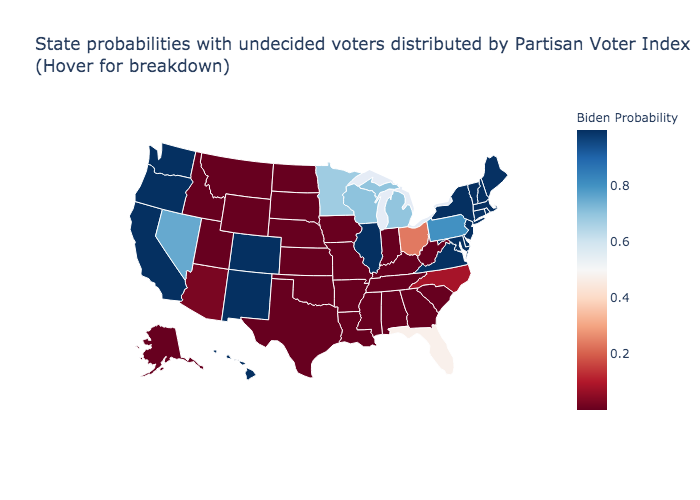 State probabilities with undecided voters distributed by Partisan Voter Index
(Hover for breakdown)
Biden Probability
0.8
0.6
0.4
0.2